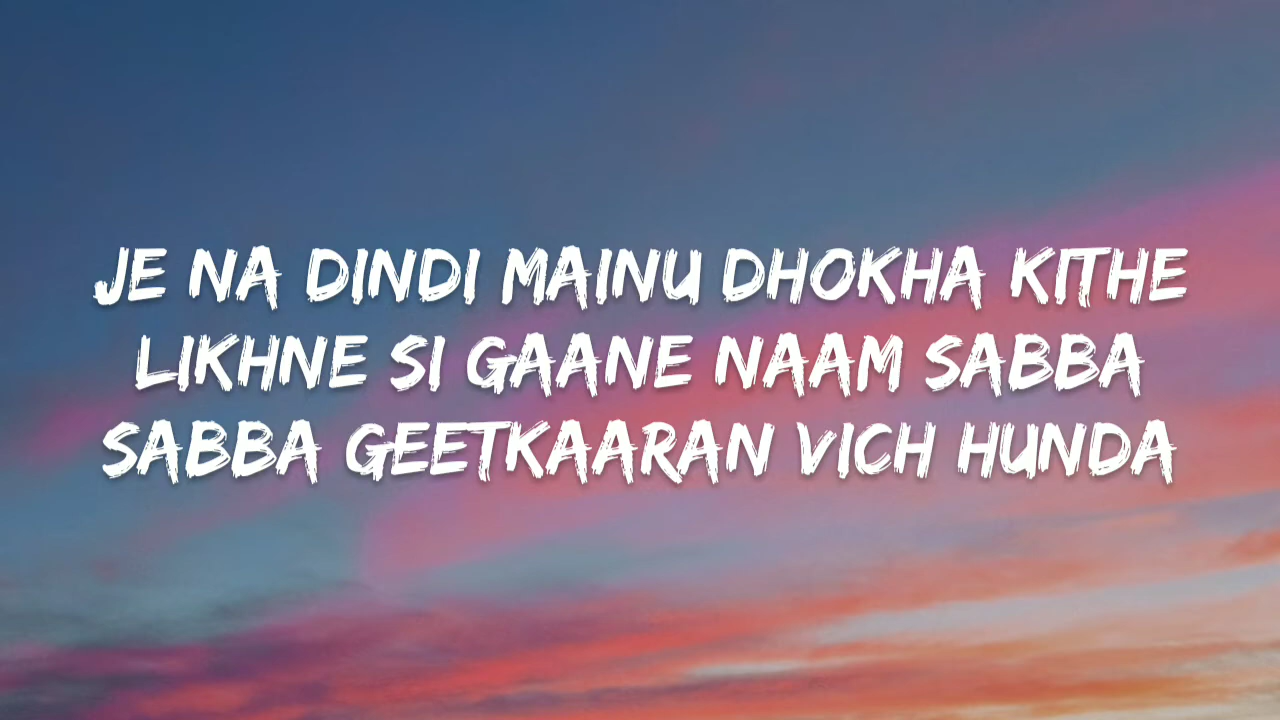 JE NA DINDI MAINU DHOKHA KITHE
LIKHNE SI GAANE NAAM SABBA
SABBA GEETKAARAN VICH HUNDA